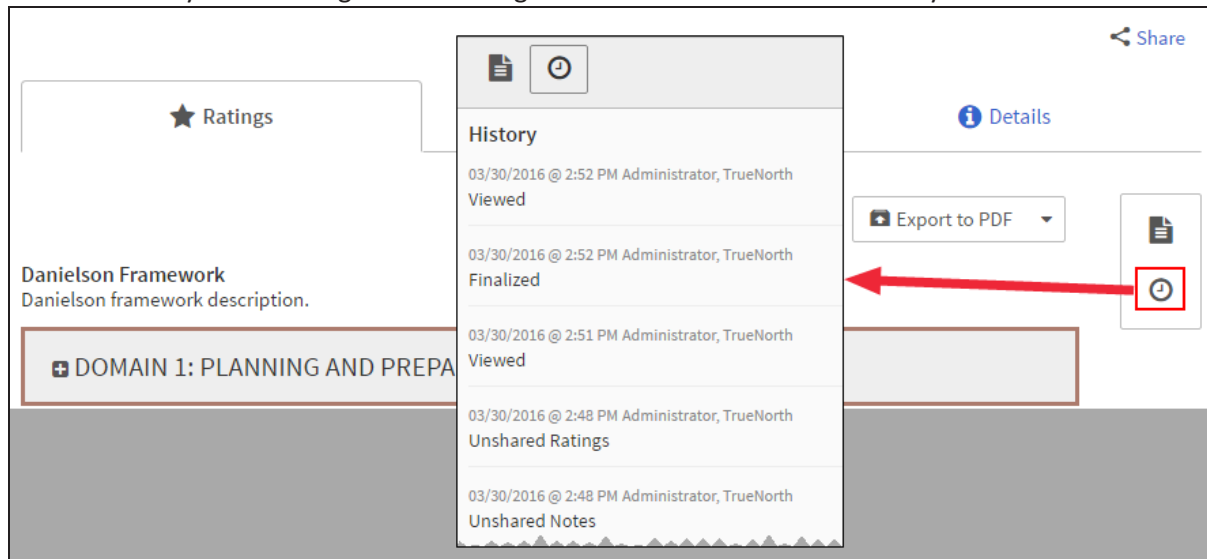 Share
Ratings
Details
History
03/30/2016 @ 2:52 PM Administrator, TrueNorth
Viewed
03/30/2016 @ 2:52 PM Administrator, TrueNorth
Finalized
03/30/2016 @ 2:51 PM Administrator, TrueNorth
Viewed
03/30/2016 @ 2:48 PM Administrator, TrueNorth
Unshared Ratings
03/30/2016 @ 2:48 PM Administrator, TrueNorth
Unshared Notes
Export to PDF
Danielson Framework
Danielson framework description.
DOMAIN 1: PLANNING AND PREPA